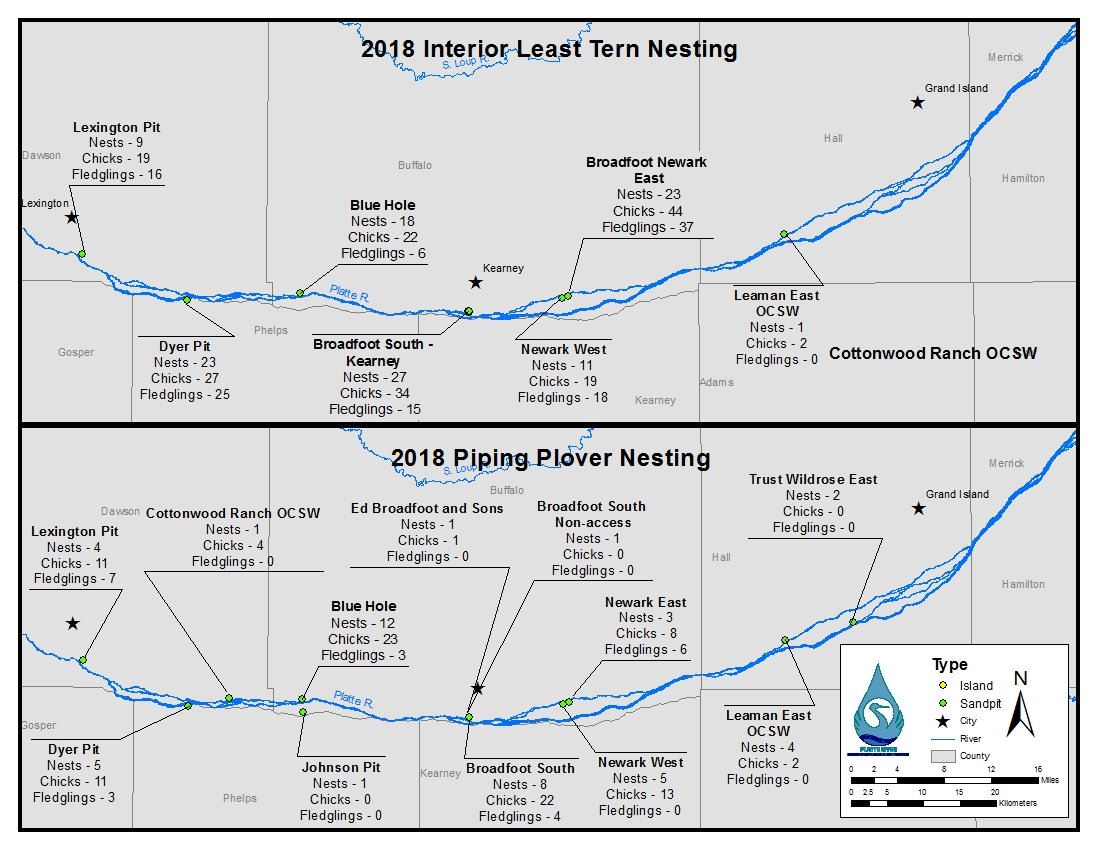 2018 Interior Least Tern Nesting
S. Loup R.
Merrick
Grand Island
Hall
Hamilton
Dawson
Buffalo
Lexington
Kearney
Platte R.
Phelps
Gosper
Adams
Kearney
Lexington Pit
Nests - 9
Chicks - 19
Fledglings - 16
Blue Hole
Nests - 18
Chicks - 22
Fledglings - 6
Broadfoot Newark
East
Nests - 23
Chicks - 44
Fledglings - 37
Dyer Pit
Nests - 23
Chicks - 27
Fledglings - 25
Broadfoot South -
Kearney
Nests - 27
Chicks - 34
Fledglings - 15
Newark West
Nests - 11
Chicks - 19
Fledglings - 18
Leaman East
OCSW
Nests - 1
Chicks - 2
Fledglings - 0
Cottonwood Ranch OCSW
2018 Piping Plover Nesting
S. Loup R.
Buffalo
Merrick
Grand Island
Hall
Hamilton
Dawson
Platte R.
Gosper
Phelps
Kearney
Lexington Pit
Nests - 4
Chicks - 11
Fledglings - 7
Cottonwood Ranch OCSW
Nests - 1
Chicks - 4
Fledglings - 0
Ed Broadfoot and Sons
Nests - 1
Chicks - 1
Fledglings - 0
Broadfoot South
Non-access
Nests - 1
Chicks - 0
Fledglings - 0
Trust Wildrose East
Nests - 2
Chicks - 0
Fledglings - 0
Blue Hole
Nests - 12
Chicks - 23
Fledglings - 3
Newark East
Nests - 3
Chicks - 8
Fledglings - 6
Dyer Pit
Nests - 5
Chicks - 11
Fledglings - 3
Johnson Pit
Nests - 1
Chicks - 0
Fledglings - 0
Broadfoot South
Nests - 8
Chicks - 22
Fledglings - 4
Newark West
Nests - 5
Chicks - 13
Fledglings - 0
Leaman East
OCSW
Nests - 4
Chicks - 2
Fledglings - 0
Type
Island
Sandpit
City
River
County
N
PLATTE RIVER
0 2 4 8 12 16
Miles
0 2.5 5 10 15 20
Kilometers